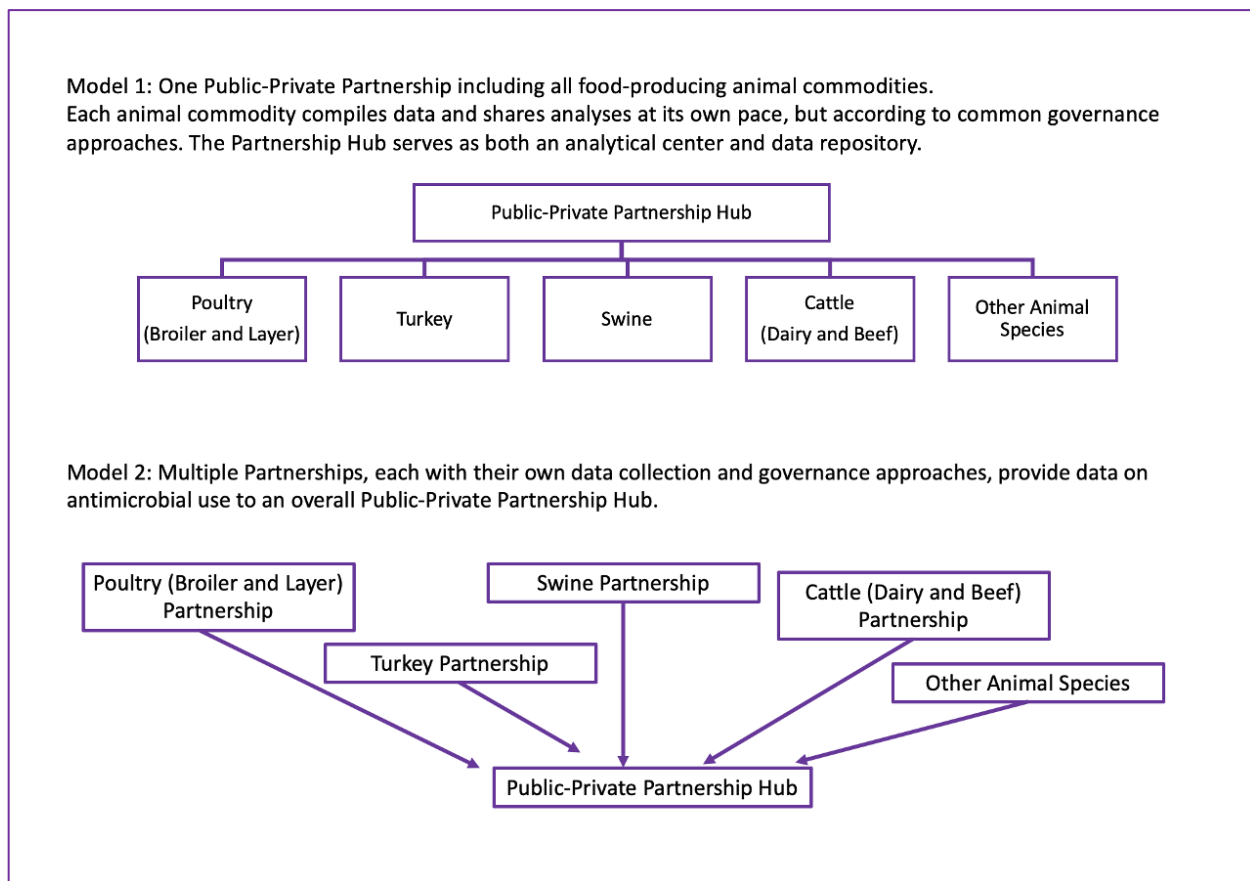 Model 1: One Public-Private Partnership including all food-producing animal commodities.
Each animal commodity compiles data and shares analyses at its own pace, but according to common governance
approaches. The Partnership Hub serves as both an analytical center and data repository.
Public-Private Partnership Hub
Poultry
(Broiler and Layer)
Turkey
Swine
Cattle
(Dairy and Beef)
Other Animal
Species
Model 2: Multiple Partnerships, each with their own data collection and governance approaches, provide data on
antimicrobial use to an overall Public-Private Partnership Hub.
Poultry (Broiler and Layer)
Partnership
Swine Partnership
Cattle (Dairy and Beef)
Partnership
Turkey Partnership
Other Animal Species
Public-Private Partnership Hub